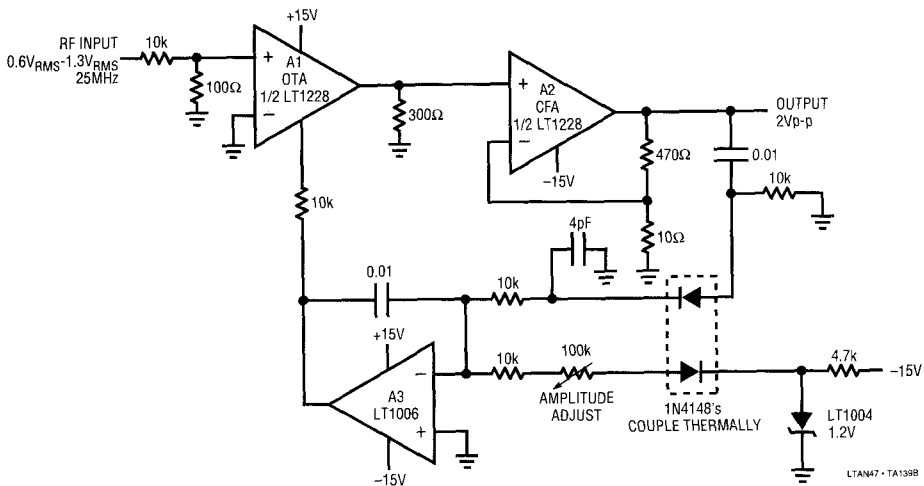 +15V
RF INPUT
0.6VRMS-1.3VRMS
25MHz
10k
100Ω
+
−
A1
OTA
1/2 LT1228
300Ω
+
−
A2
CFA
1/2 LT1228
−15V
OUTPUT
2Vp-p
470Ω
0.01
10k
10Ω
10k
4pF
0.01
10k
+15V
10k
100k
AMPLITUDE
ADJUST
−
+
A3
LT1006
−15V
1N4148's
COUPLE THERMALLY
4.7k
−15V
LT1004
1.2V
LTAN47 • TA139B